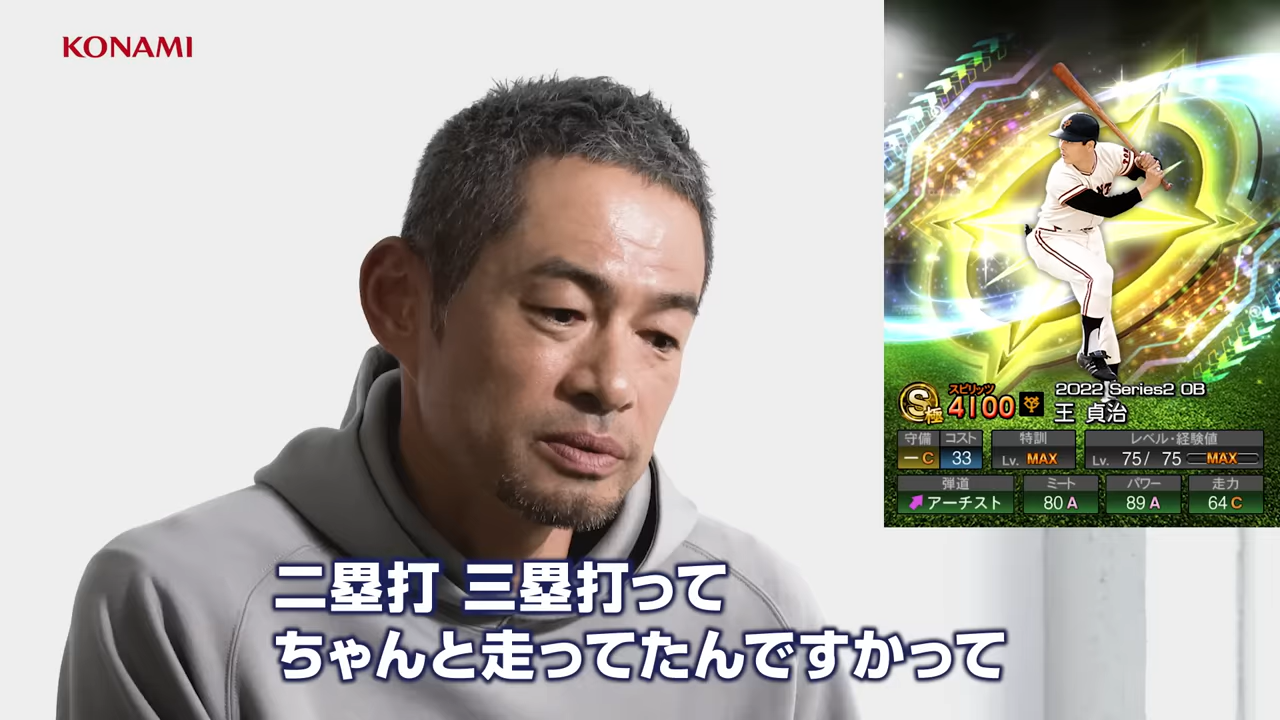 KONAMI
S極
スピリッツ
4100
2022 Series2 OB
王 貞治
守備 コスト 特訓 レベル・経験値
一 C 33 Lv. MAX Lv. 75/ 75 MAX
弾道 ミート パワー 走力
アーチスト 80 A 89 A 64 C
二塁打 三塁打って
ちゃんと走ってたんですかって